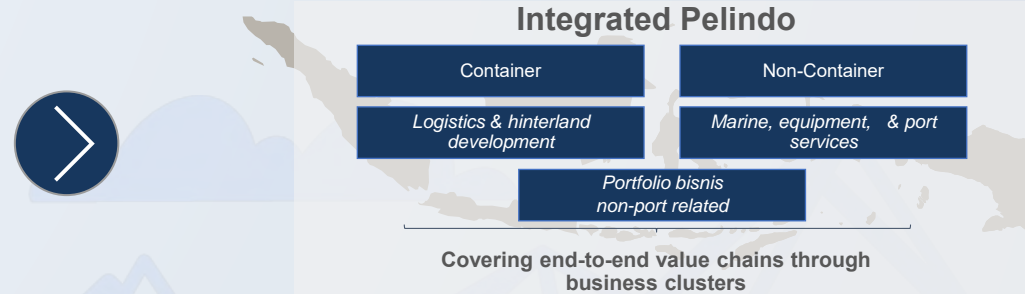 Integrated Pelindo
Container
Non-Container
Logistics & hinterland
development
Marine, equipment, & port
services
Portfolio bisnis
non-port related
Covering end-to-end value chains through
business clusters